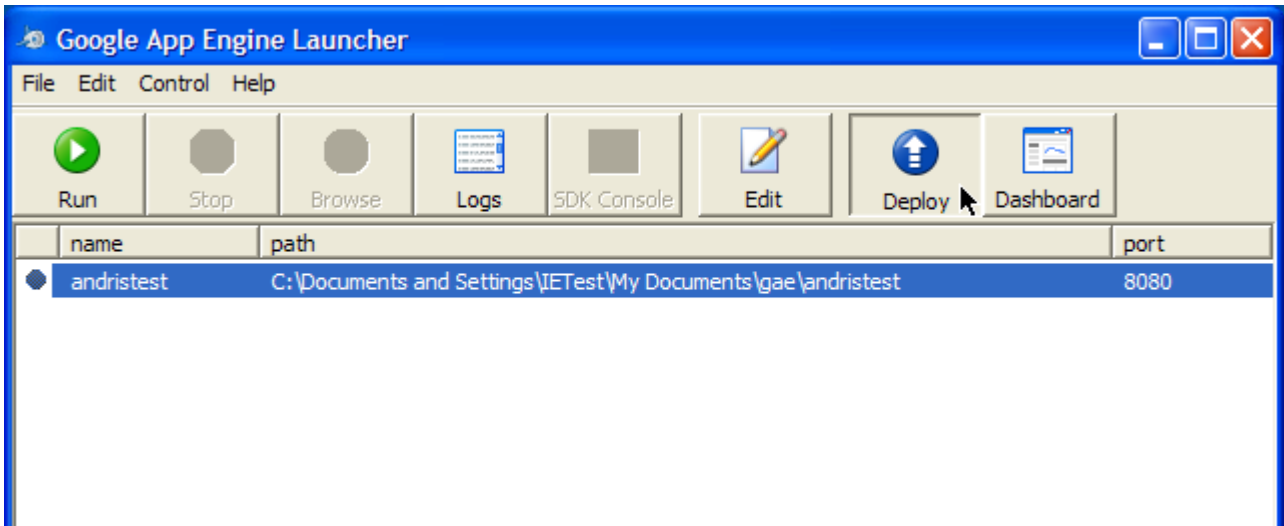 Google App Engine Launcher
File Edit Control Help
Run Stop Browse Logs SDK Console Edit Deploy Dashboard
name path port
andristest C:\Documents and Settings\IETest\My Documents\gae\andristest 8080